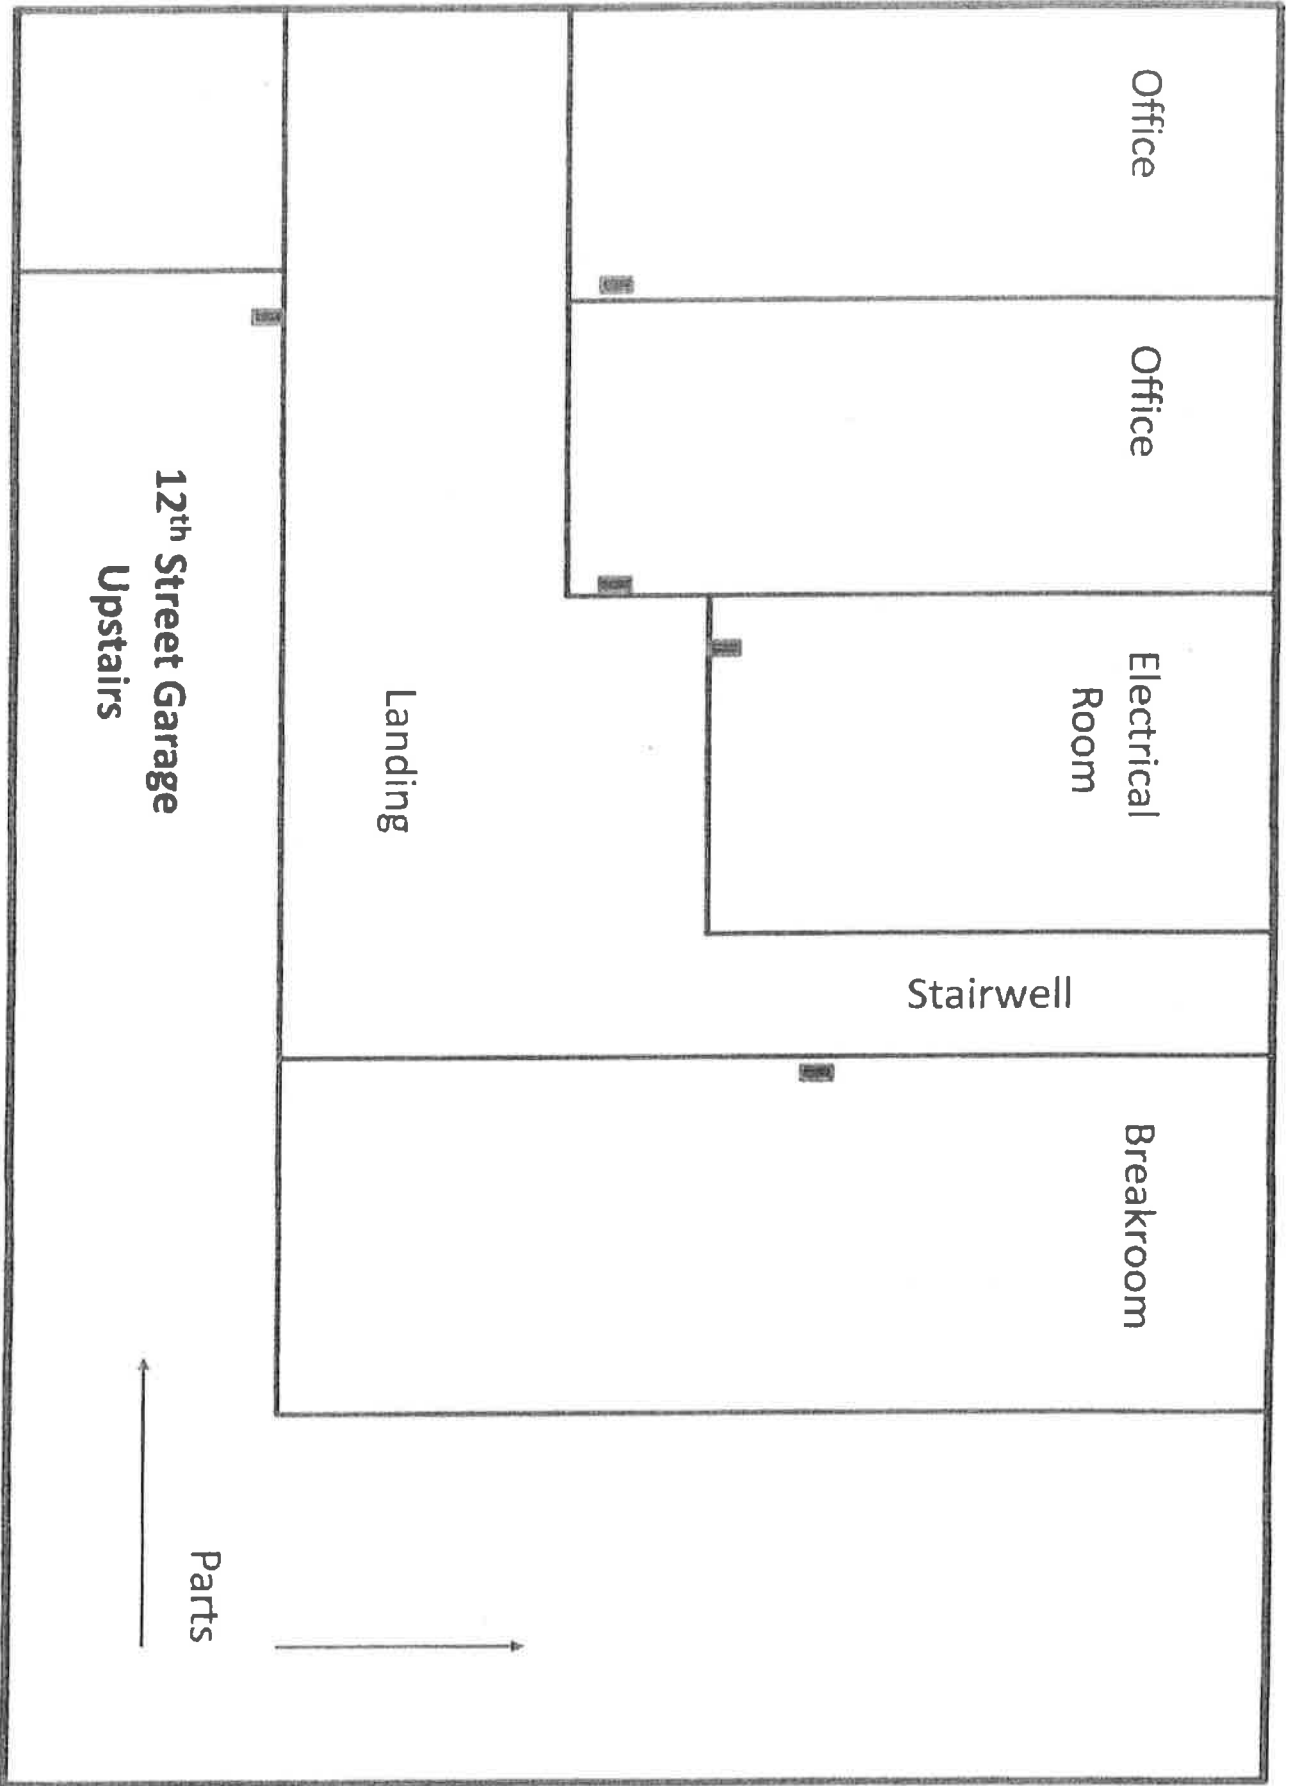 Office
Office
Electrical
Room
Stairwell
Breakroom
Landing
12th Street Garage
Upstairs
Parts